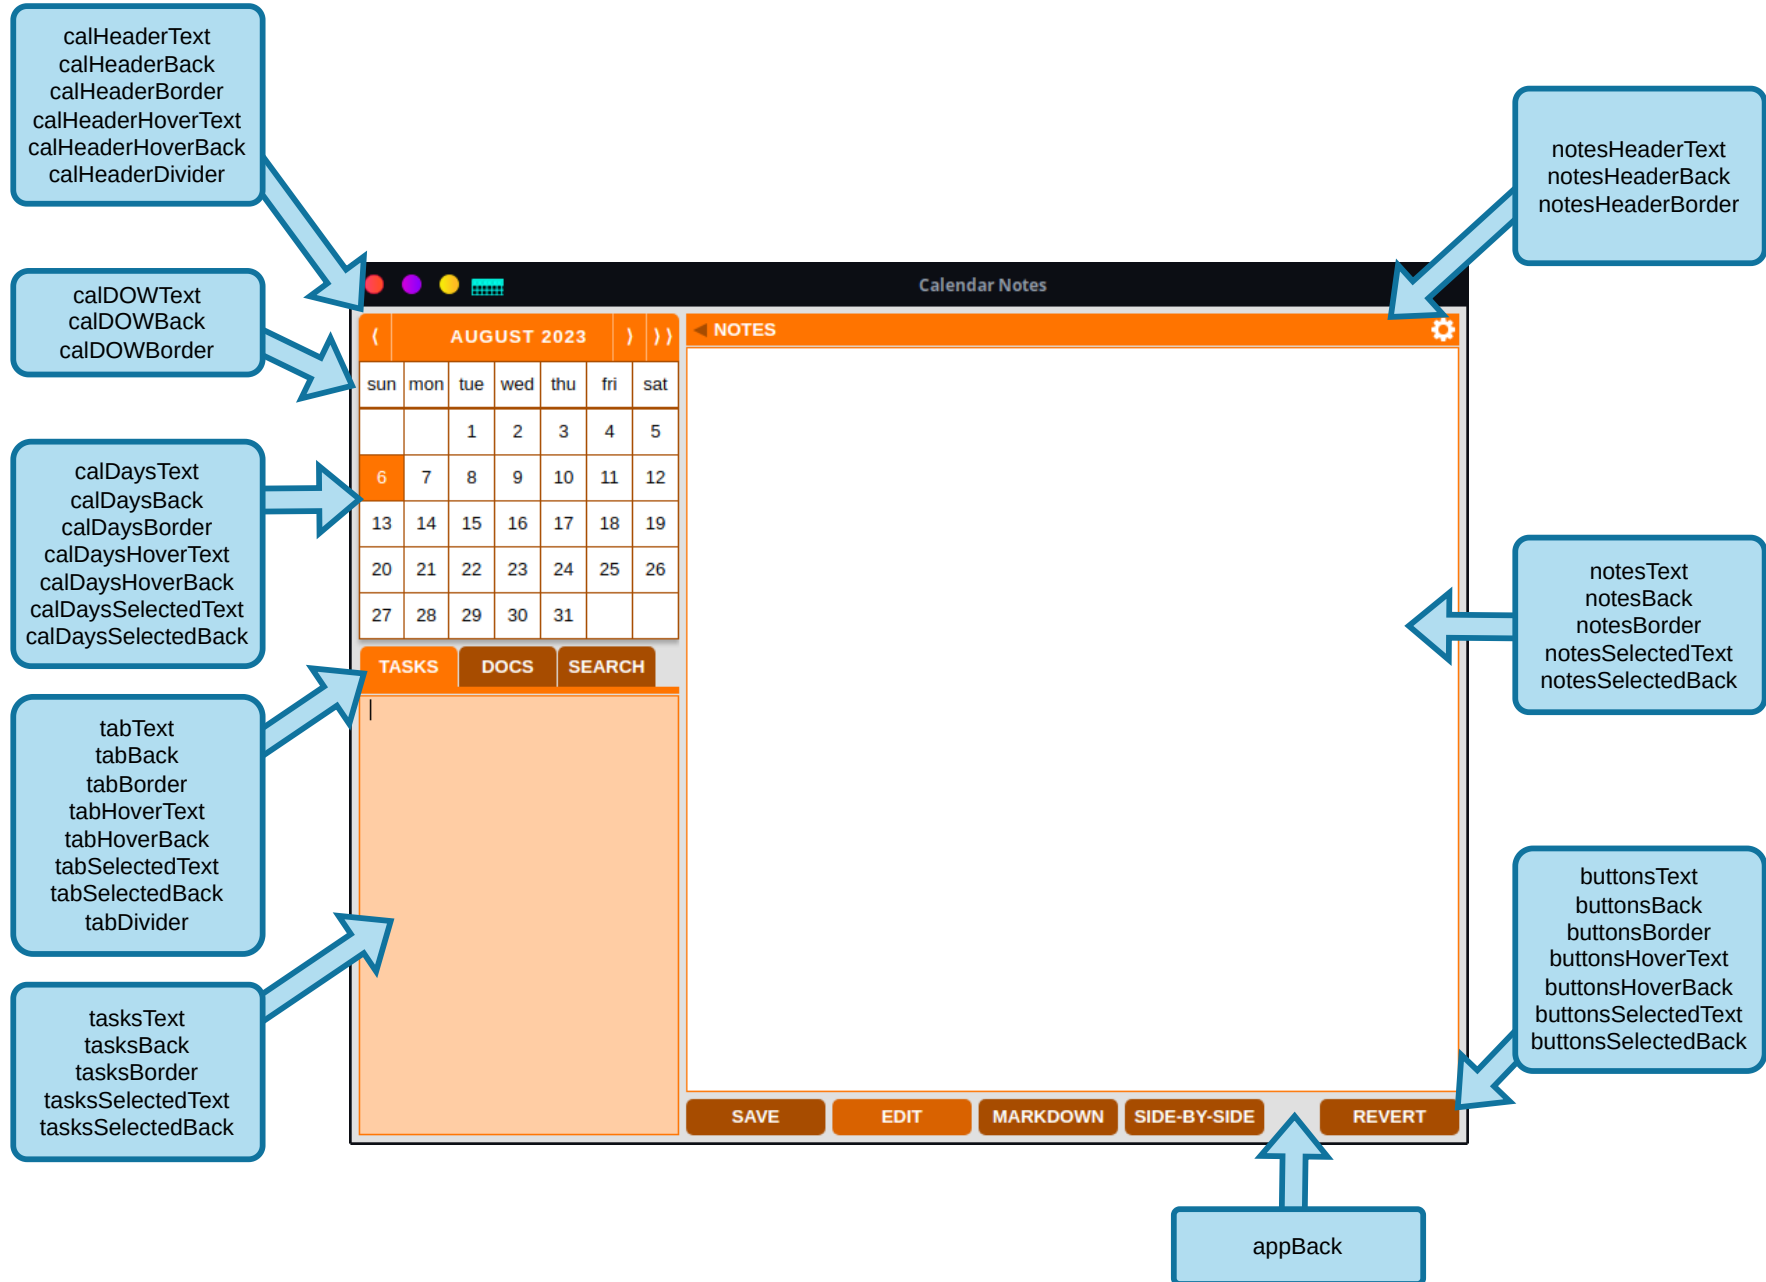 calHeaderText
calHeaderBack
calHeaderBorder
calHeaderHoverText
calHeaderHoverBack
calHeaderDivider
notesHeaderText
notesHeaderBack
notesHeaderBorder
calDOWText
calDOWBack
calDOWBorder
Calendar Notes
⟨ AUGUST 2023 ⟩ ⟩⟩
◀ NOTES
sun mon tue wed thu fri sat
1 2 3 4 5
6 7 8 9 10 11 12
13 14 15 16 17 18 19
20 21 22 23 24 25 26
27 28 29 30 31
calDaysText
calDaysBack
calDaysBorder
calDaysHoverText
calDaysHoverBack
calDaysSelectedText
calDaysSelectedBack
notesText
notesBack
notesBorder
notesSelectedText
notesSelectedBack
TASKS DOCS SEARCH
tabText
tabBack
tabBorder
tabHoverText
tabHoverBack
tabSelectedText
tabSelectedBack
tabDivider
buttonsText
buttonsBack
buttonsBorder
buttonsHoverText
buttonsHoverBack
buttonsSelectedText
buttonsSelectedBack
tasksText
tasksBack
tasksBorder
tasksSelectedText
tasksSelectedBack
SAVE EDIT MARKDOWN SIDE-BY-SIDE REVERT
appBack